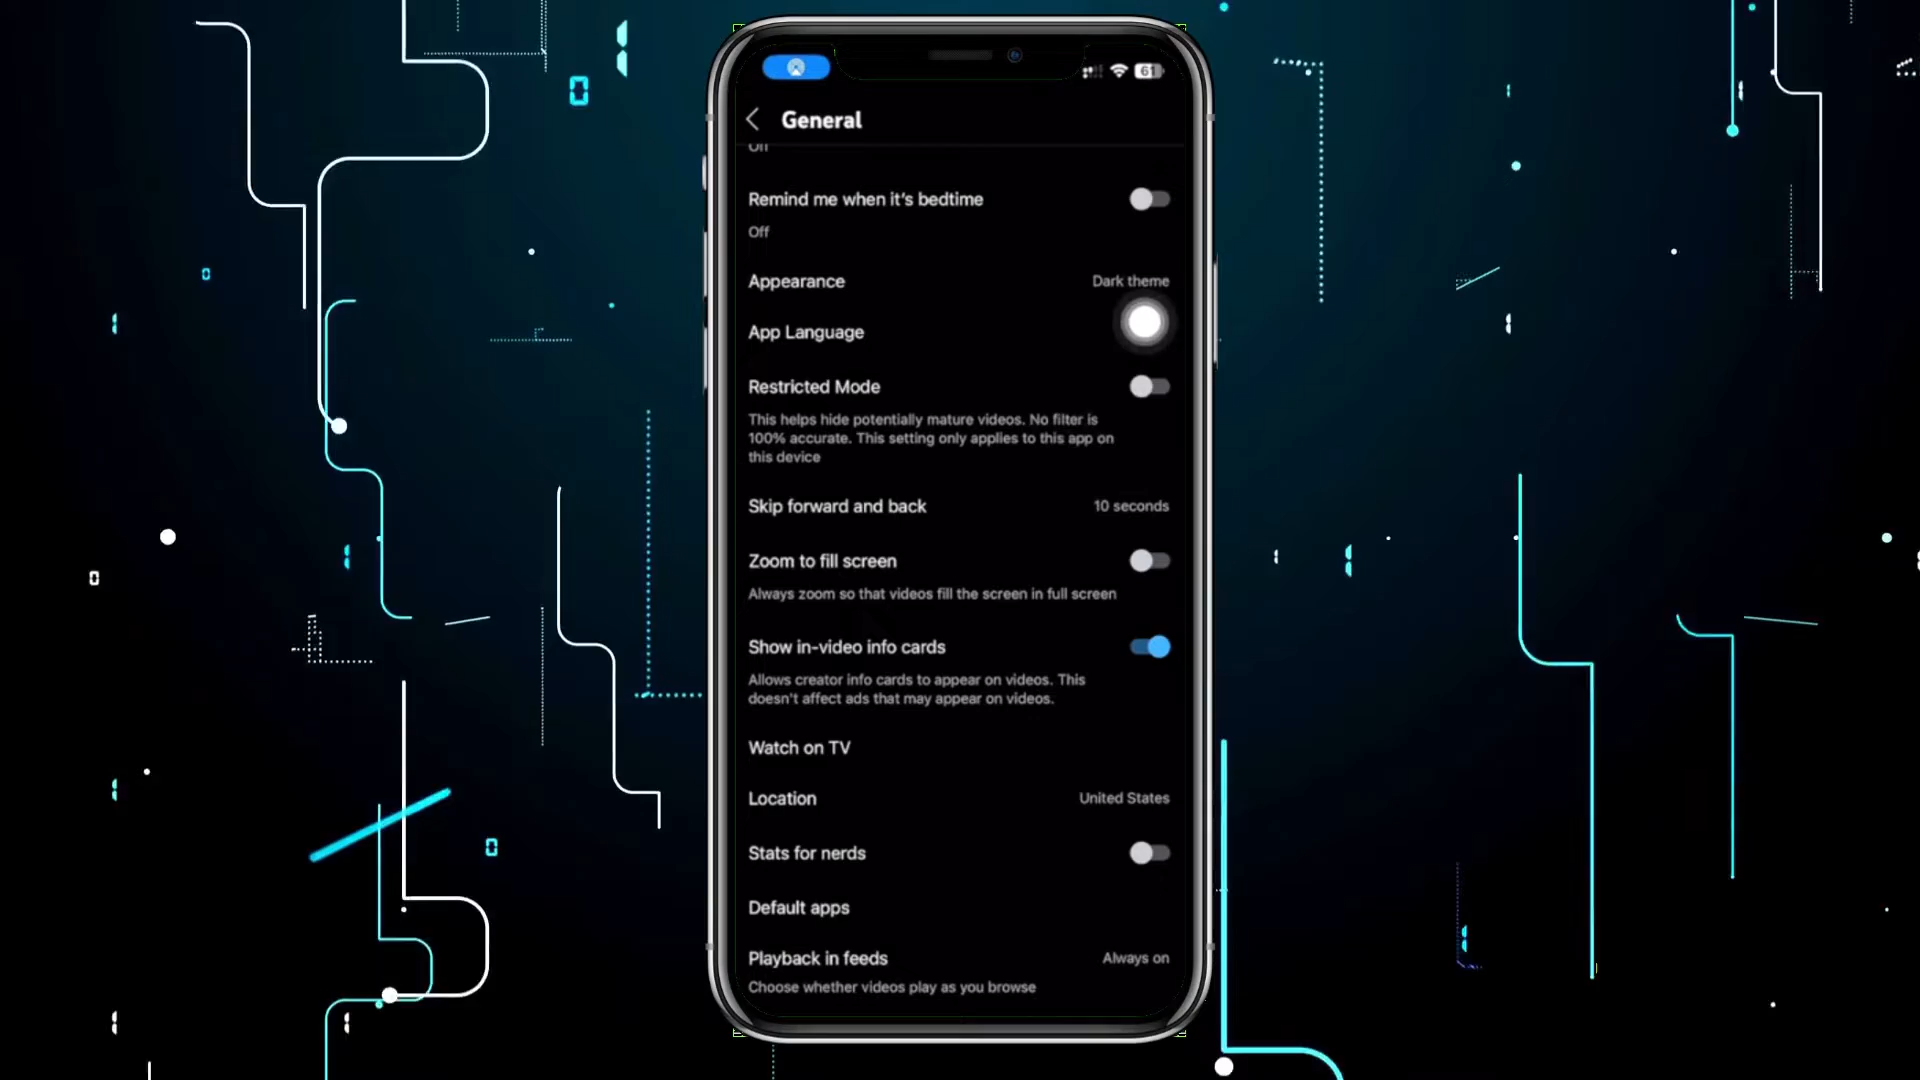 61
General
Off
Remind me when it's bedtime
Off
Appearance
Dark theme
App Language
Restricted Mode
This helps hide potentially mature videos. No filter is
100% accurate. This setting only applies to this app on
this device
Skip forward and back
10 seconds
Zoom to fill screen
Always zoom so that videos fill the screen in full screen
Show in-video info cards
Allows creator info cards to appear on videos. This
doesn't affect ads that may appear on videos.
Watch on TV
Location
United States
Stats for nerds
Default apps
Playback in feeds
Always on
Choose whether videos play as you browse